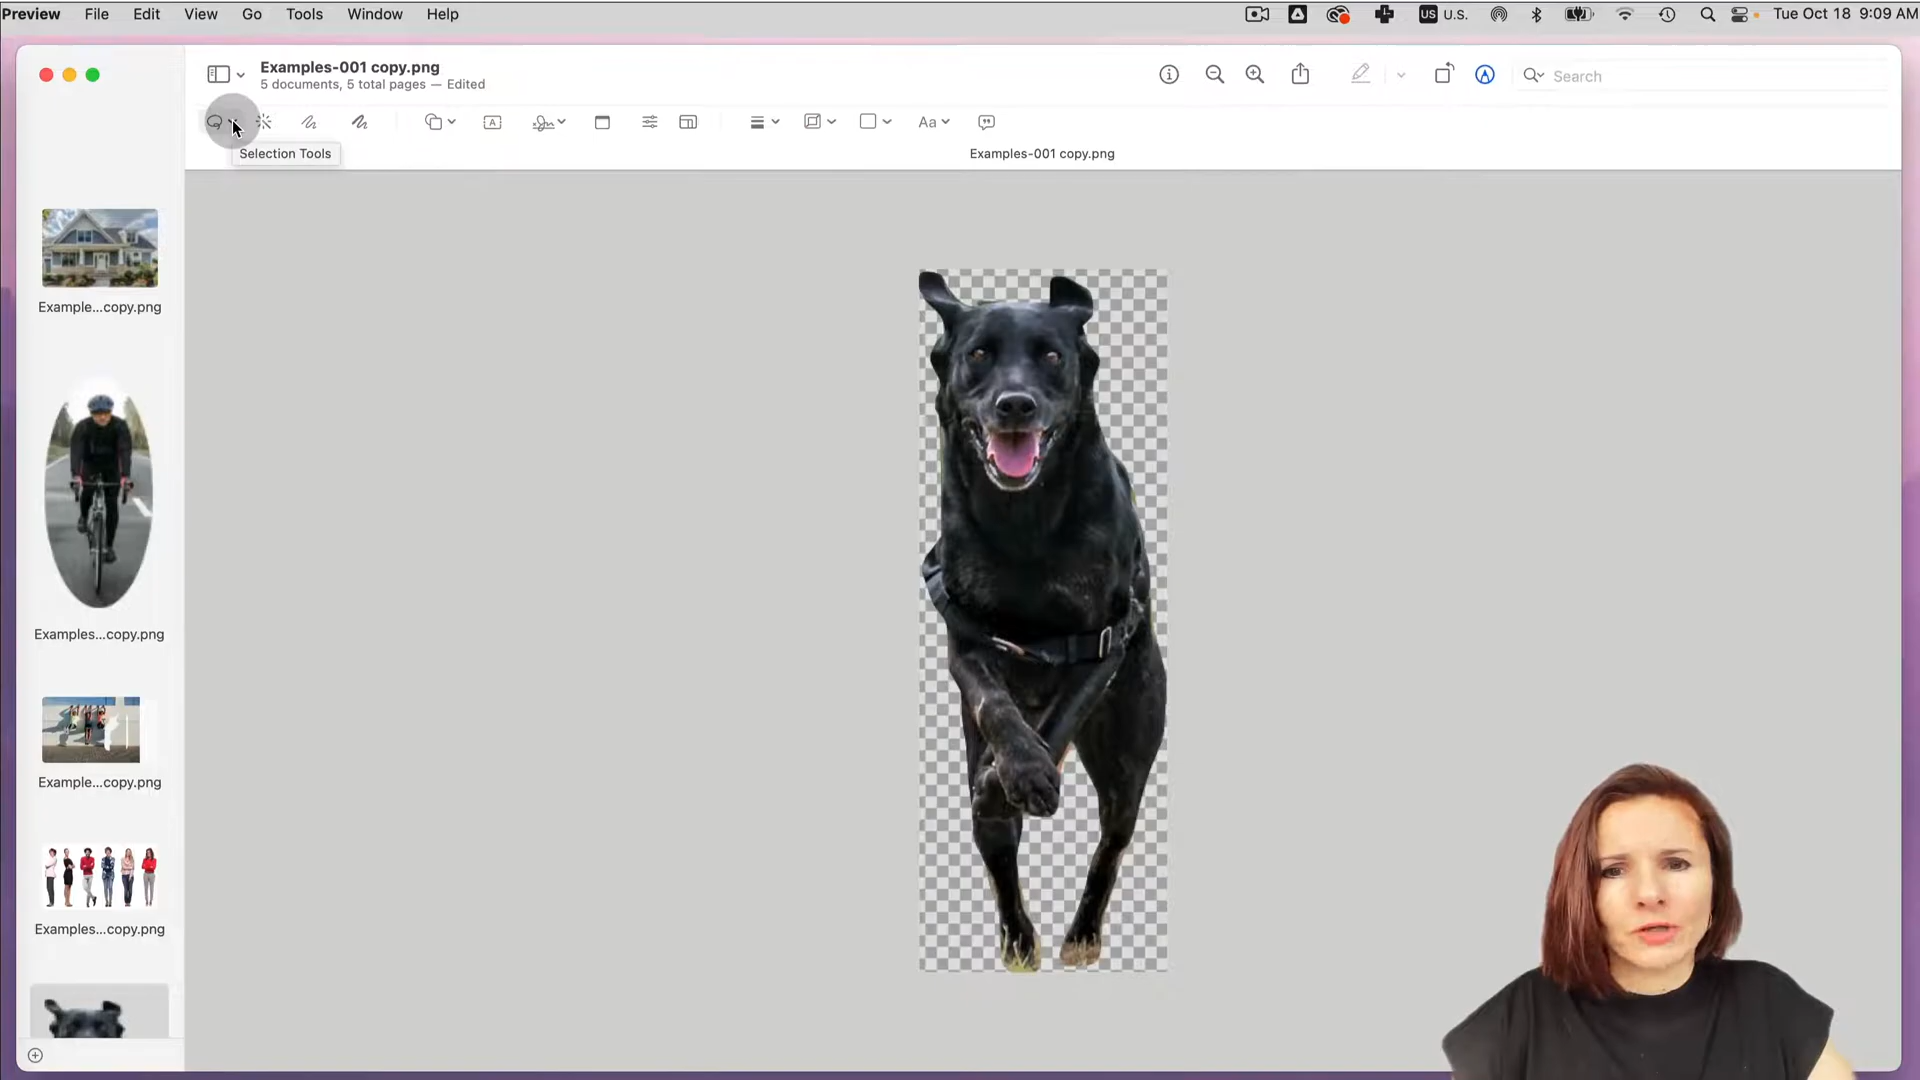 Preview File Edit View Go Tools Window Help US U.S. Tue Oct 18 9:09 AM
Examples-001 copy.png
5 documents, 5 total pages — Edited
Search
A Aa
Selection Tools
Examples-001 copy.png
Example...copy.png
Examples...copy.png
Example...copy.png
Examples...copy.png